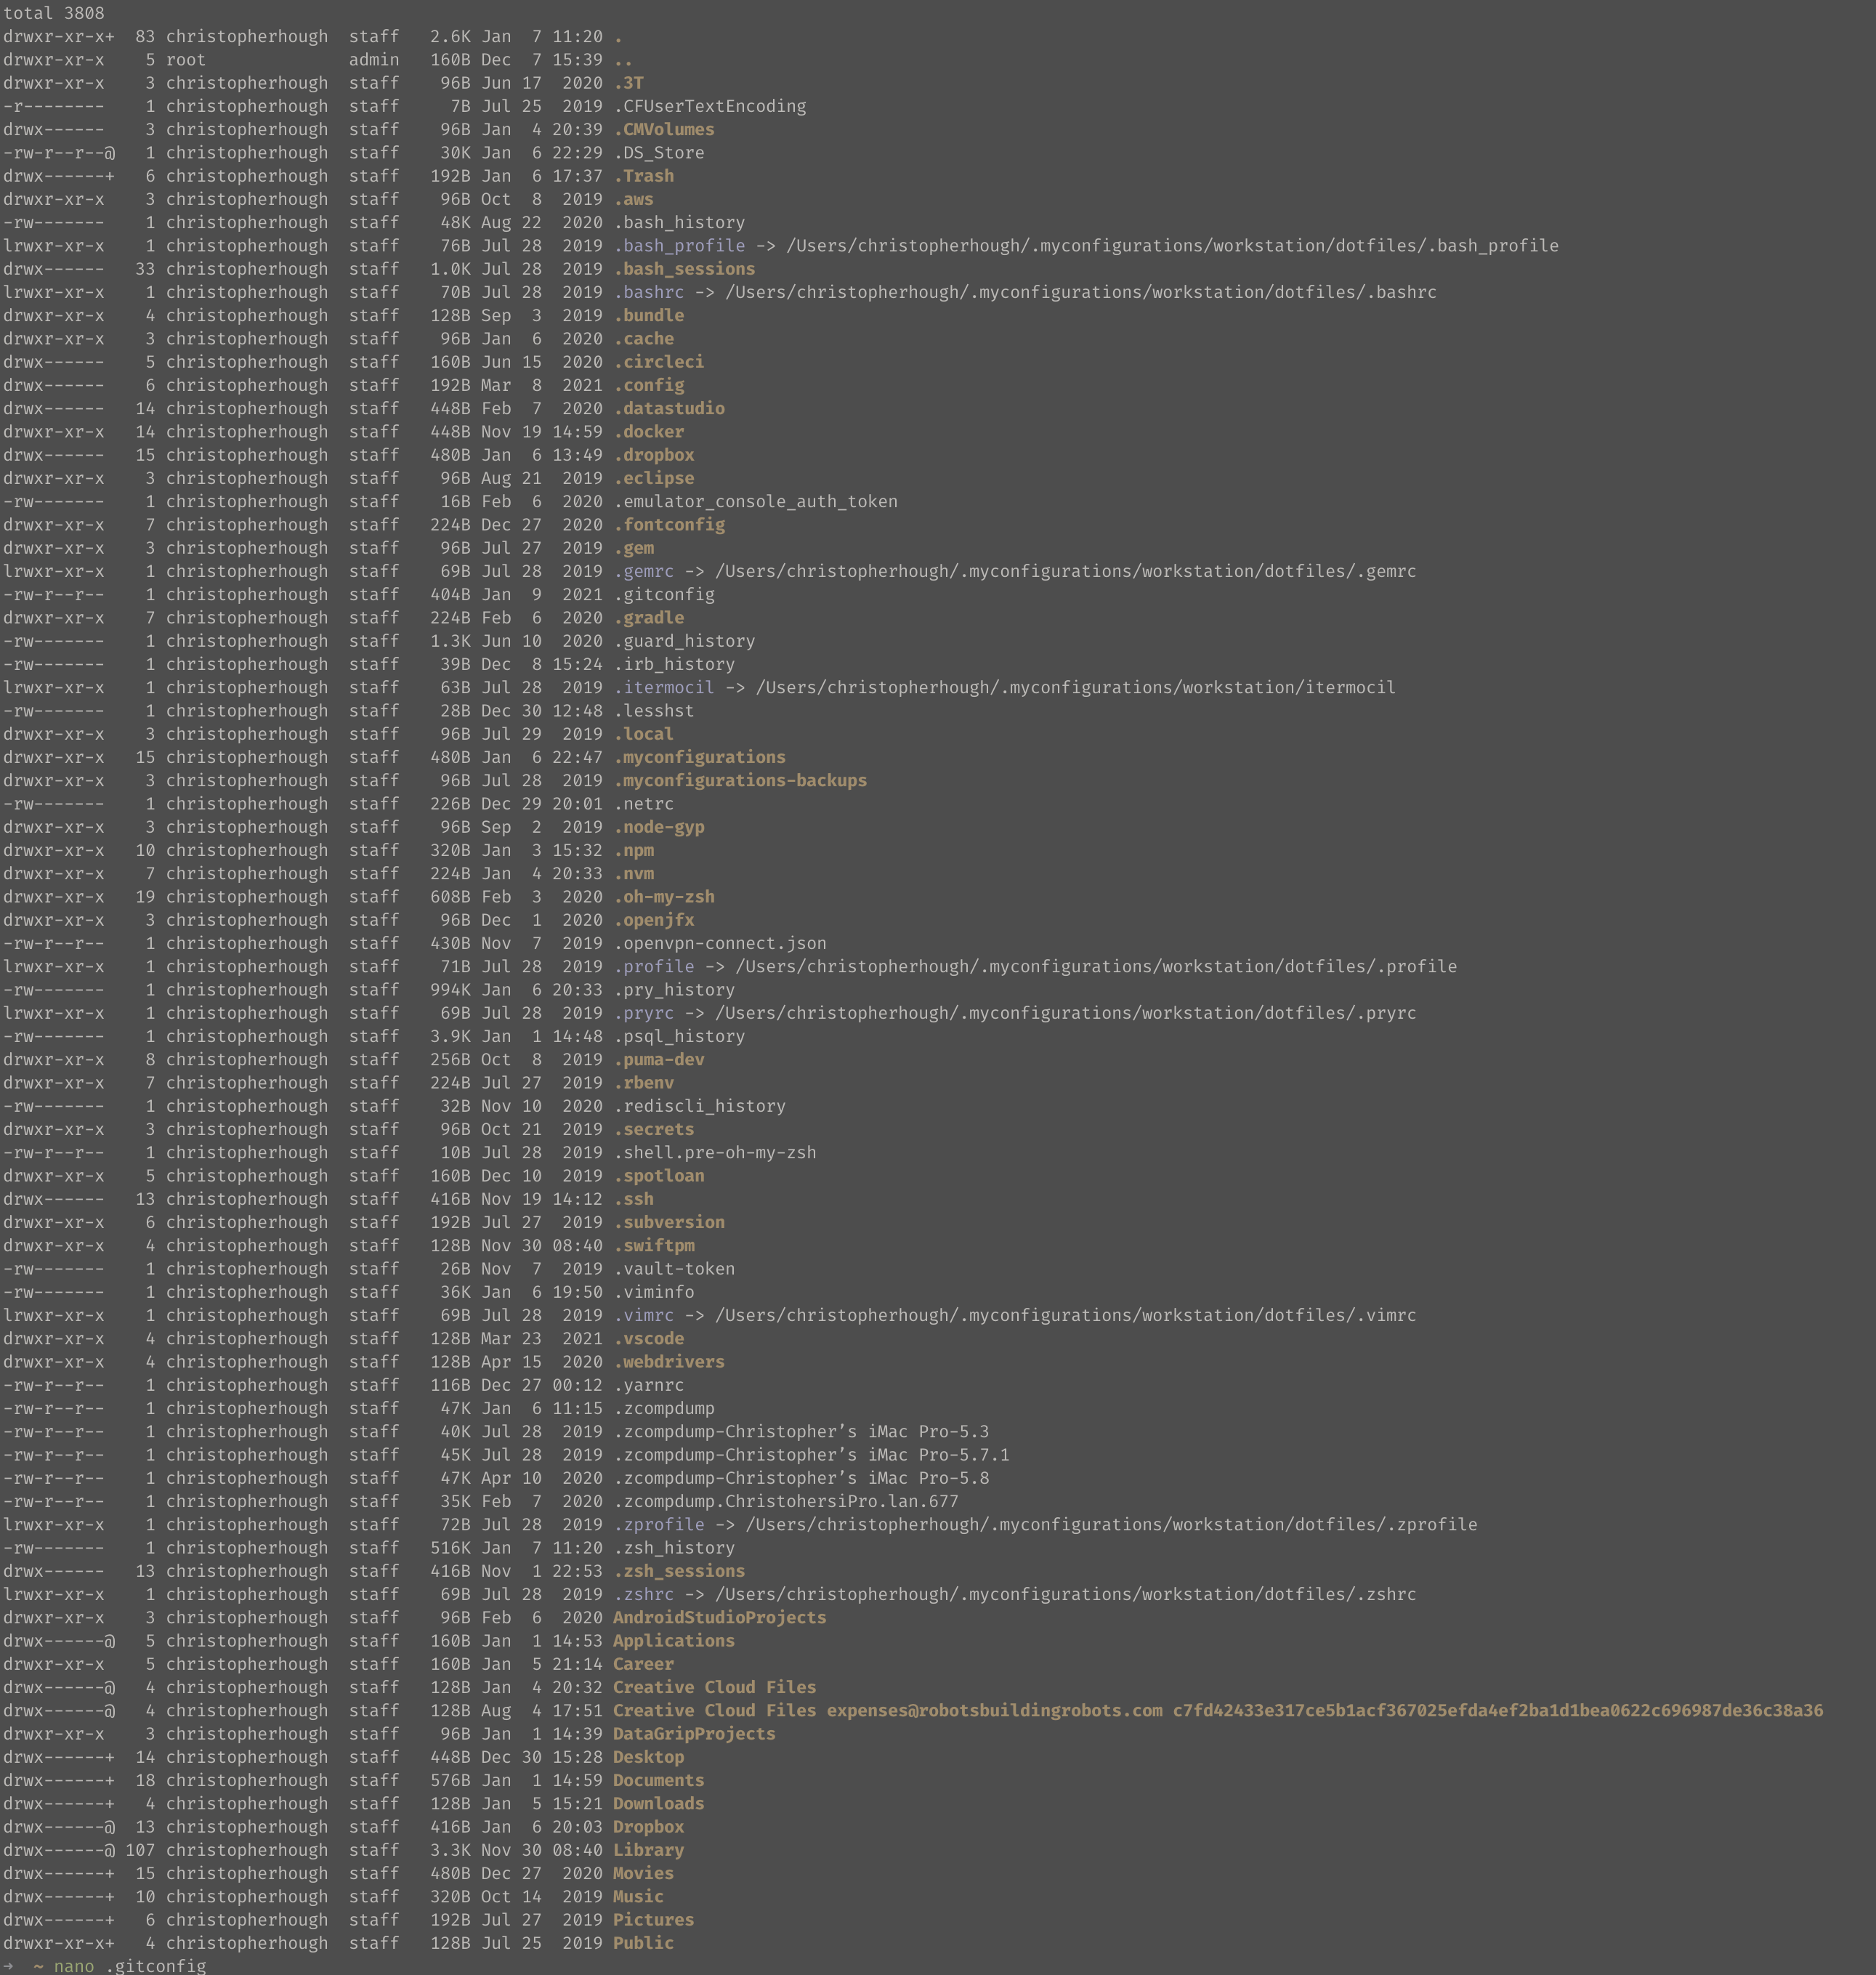 total 3808
drwxr-xr-x+  83 christopherhough  staff   2.6K Jan  7 11:20 .
drwxr-xr-x    5 root              admin   160B Dec  7 15:39 ..
drwxr-xr-x    3 christopherhough  staff    96B Jun 17  2020 .3T
-r--------    1 christopherhough  staff     7B Jul 25  2019 .CFUserTextEncoding
drwx------    3 christopherhough  staff    96B Jan  4 20:39 .CMVolumes
-rw-r--r--@   1 christopherhough  staff    30K Jan  6 22:29 .DS_Store
drwx------+   6 christopherhough  staff   192B Jan  6 17:37 .Trash
drwxr-xr-x    3 christopherhough  staff    96B Oct  8  2019 .aws
-rw-------    1 christopherhough  staff    48K Aug 22  2020 .bash_history
lrwxr-xr-x    1 christopherhough  staff    76B Jul 28  2019 .bash_profile -> /Users/christopherhough/.myconfigurations/workstation/dotfiles/.bash_profile
drwx------   33 christopherhough  staff   1.0K Jul 28  2019 .bash_sessions
lrwxr-xr-x    1 christopherhough  staff    70B Jul 28  2019 .bashrc -> /Users/christopherhough/.myconfigurations/workstation/dotfiles/.bashrc
drwxr-xr-x    4 christopherhough  staff   128B Sep  3  2019 .bundle
drwxr-xr-x    3 christopherhough  staff    96B Jan  6  2020 .cache
drwx------    5 christopherhough  staff   160B Jun 15  2020 .circleci
drwx------    6 christopherhough  staff   192B Mar  8  2021 .config
drwx------   14 christopherhough  staff   448B Feb  7  2020 .datastudio
drwxr-xr-x   14 christopherhough  staff   448B Nov 19 14:59 .docker
drwx------   15 christopherhough  staff   480B Jan  6 13:49 .dropbox
drwxr-xr-x    3 christopherhough  staff    96B Aug 21  2019 .eclipse
-rw-------    1 christopherhough  staff    16B Feb  6  2020 .emulator_console_auth_token
drwxr-xr-x    7 christopherhough  staff   224B Dec 27  2020 .fontconfig
drwxr-xr-x    3 christopherhough  staff    96B Jul 27  2019 .gem
lrwxr-xr-x    1 christopherhough  staff    69B Jul 28  2019 .gemrc -> /Users/christopherhough/.myconfigurations/workstation/dotfiles/.gemrc
-rw-r--r--    1 christopherhough  staff   404B Jan  9  2021 .gitconfig
drwxr-xr-x    7 christopherhough  staff   224B Feb  6  2020 .gradle
-rw-------    1 christopherhough  staff   1.3K Jun 10  2020 .guard_history
-rw-------    1 christopherhough  staff    39B Dec  8 15:24 .irb_history
lrwxr-xr-x    1 christopherhough  staff    63B Jul 28  2019 .itermocil -> /Users/christopherhough/.myconfigurations/workstation/itermocil
-rw-------    1 christopherhough  staff    28B Dec 30 12:48 .lesshst
drwxr-xr-x    3 christopherhough  staff    96B Jul 29  2019 .local
drwxr-xr-x   15 christopherhough  staff   480B Jan  6 22:47 .myconfigurations
drwxr-xr-x    3 christopherhough  staff    96B Jul 28  2019 .myconfigurations-backups
-rw-------    1 christopherhough  staff   226B Dec 29 20:01 .netrc
drwxr-xr-x    3 christopherhough  staff    96B Sep  2  2019 .node-gyp
drwxr-xr-x   10 christopherhough  staff   320B Jan  3 15:32 .npm
drwxr-xr-x    7 christopherhough  staff   224B Jan  4 20:33 .nvm
drwxr-xr-x   19 christopherhough  staff   608B Feb  3  2020 .oh-my-zsh
drwxr-xr-x    3 christopherhough  staff    96B Dec  1  2020 .openjfx
-rw-r--r--    1 christopherhough  staff   430B Nov  7  2019 .openvpn-connect.json
lrwxr-xr-x    1 christopherhough  staff    71B Jul 28  2019 .profile -> /Users/christopherhough/.myconfigurations/workstation/dotfiles/.profile
-rw-------    1 christopherhough  staff   994K Jan  6 20:33 .pry_history
lrwxr-xr-x    1 christopherhough  staff    69B Jul 28  2019 .pryrc -> /Users/christopherhough/.myconfigurations/workstation/dotfiles/.pryrc
-rw-------    1 christopherhough  staff   3.9K Jan  1 14:48 .psql_history
drwxr-xr-x    8 christopherhough  staff   256B Oct  8  2019 .puma-dev
drwxr-xr-x    7 christopherhough  staff   224B Jul 27  2019 .rbenv
-rw-------    1 christopherhough  staff    32B Nov 10  2020 .rediscli_history
drwxr-xr-x    3 christopherhough  staff    96B Oct 21  2019 .secrets
-rw-r--r--    1 christopherhough  staff    10B Jul 28  2019 .shell.pre-oh-my-zsh
drwxr-xr-x    5 christopherhough  staff   160B Dec 10  2019 .spotloan
drwx------   13 christopherhough  staff   416B Nov 19 14:12 .ssh
drwxr-xr-x    6 christopherhough  staff   192B Jul 27  2019 .subversion
drwxr-xr-x    4 christopherhough  staff   128B Nov 30 08:40 .swiftpm
-rw-------    1 christopherhough  staff    26B Nov  7  2019 .vault-token
-rw-------    1 christopherhough  staff    36K Jan  6 19:50 .viminfo
lrwxr-xr-x    1 christopherhough  staff    69B Jul 28  2019 .vimrc -> /Users/christopherhough/.myconfigurations/workstation/dotfiles/.vimrc
drwxr-xr-x    4 christopherhough  staff   128B Mar 23  2021 .vscode
drwxr-xr-x    4 christopherhough  staff   128B Apr 15  2020 .webdrivers
-rw-r--r--    1 christopherhough  staff   116B Dec 27 00:12 .yarnrc
-rw-r--r--    1 christopherhough  staff    47K Jan  6 11:15 .zcompdump
-rw-r--r--    1 christopherhough  staff    40K Jul 28  2019 .zcompdump-Christopher’s iMac Pro-5.3
-rw-r--r--    1 christopherhough  staff    45K Jul 28  2019 .zcompdump-Christopher’s iMac Pro-5.7.1
-rw-r--r--    1 christopherhough  staff    47K Apr 10  2020 .zcompdump-Christopher’s iMac Pro-5.8
-rw-r--r--    1 christopherhough  staff    35K Feb  7  2020 .zcompdump.ChristohersiPro.lan.677
lrwxr-xr-x    1 christopherhough  staff    72B Jul 28  2019 .zprofile -> /Users/christopherhough/.myconfigurations/workstation/dotfiles/.zprofile
-rw-------    1 christopherhough  staff   516K Jan  7 11:20 .zsh_history
drwx------   13 christopherhough  staff   416B Nov  1 22:53 .zsh_sessions
lrwxr-xr-x    1 christopherhough  staff    69B Jul 28  2019 .zshrc -> /Users/christopherhough/.myconfigurations/workstation/dotfiles/.zshrc
drwxr-xr-x    3 christopherhough  staff    96B Feb  6  2020 AndroidStudioProjects
drwx------@   5 christopherhough  staff   160B Jan  1 14:53 Applications
drwxr-xr-x    5 christopherhough  staff   160B Jan  5 21:14 Career
drwx------@   4 christopherhough  staff   128B Jan  4 20:32 Creative Cloud Files
drwx------@   4 christopherhough  staff   128B Aug  4 17:51 Creative Cloud Files expenses@robotsbuildingrobots.com c7fd42433e317ce5b1acf367025efda4ef2ba1d1bea0622c696987de36c38a36
drwxr-xr-x    3 christopherhough  staff    96B Jan  1 14:39 DataGripProjects
drwx------+  14 christopherhough  staff   448B Dec 30 15:28 Desktop
drwx------+  18 christopherhough  staff   576B Jan  1 14:59 Documents
drwx------+   4 christopherhough  staff   128B Jan  5 15:21 Downloads
drwx------@  13 christopherhough  staff   416B Jan  6 20:03 Dropbox
drwx------@ 107 christopherhough  staff   3.3K Nov 30 08:40 Library
drwx------+  15 christopherhough  staff   480B Dec 27  2020 Movies
drwx------+  10 christopherhough  staff   320B Oct 14  2019 Music
drwx------+   6 christopherhough  staff   192B Jul 27  2019 Pictures
drwxr-xr-x+   4 christopherhough  staff   128B Jul 25  2019 Public
→  ~ nano .gitconfig